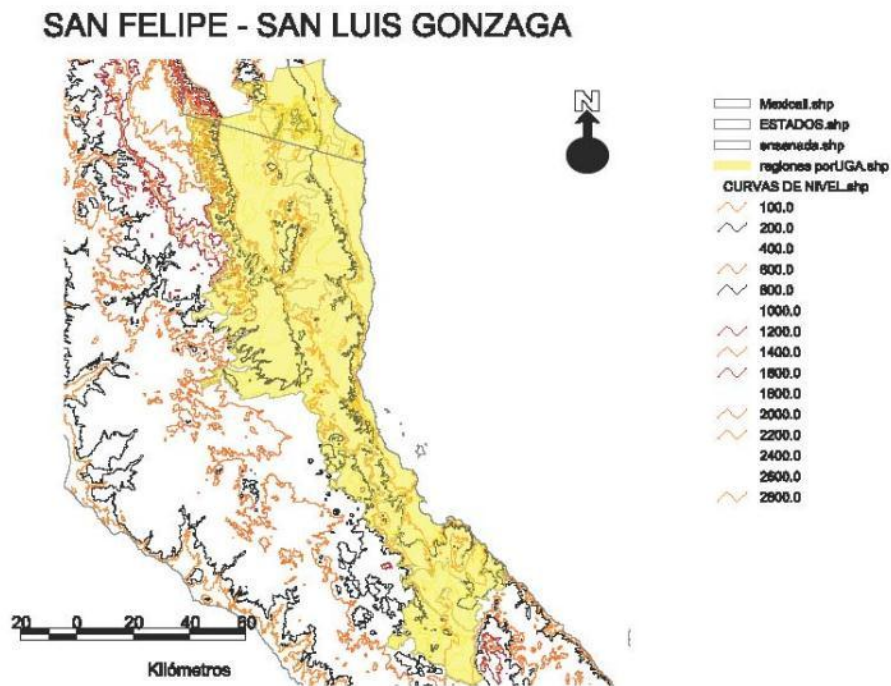 SAN FELIPE - SAN LUIS GONZAGA
N
Mexicali.shp
ESTADOS.shp
ensenada.shp
regiones porUGA.shp
CURVAS DE NIVEL.shp
100.0
200.0
400.0
600.0
800.0
1000.0
1200.0
1400.0
1600.0
1800.0
2000.0
2200.0
2400.0
2600.0
2800.0
20 0 20 40 60
Kilómetros